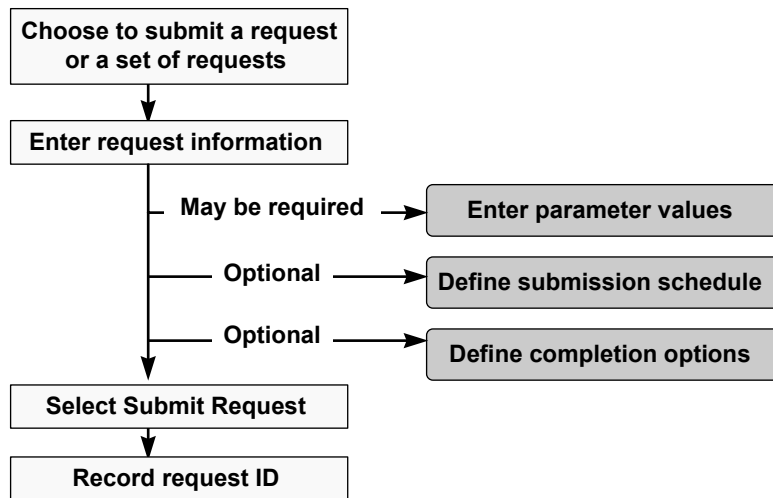 Choose to submit a request
or a set of requests
Enter request information
May be required
Enter parameter values
Optional
Define submission schedule
Optional
Define completion options
Select Submit Request
Record request ID